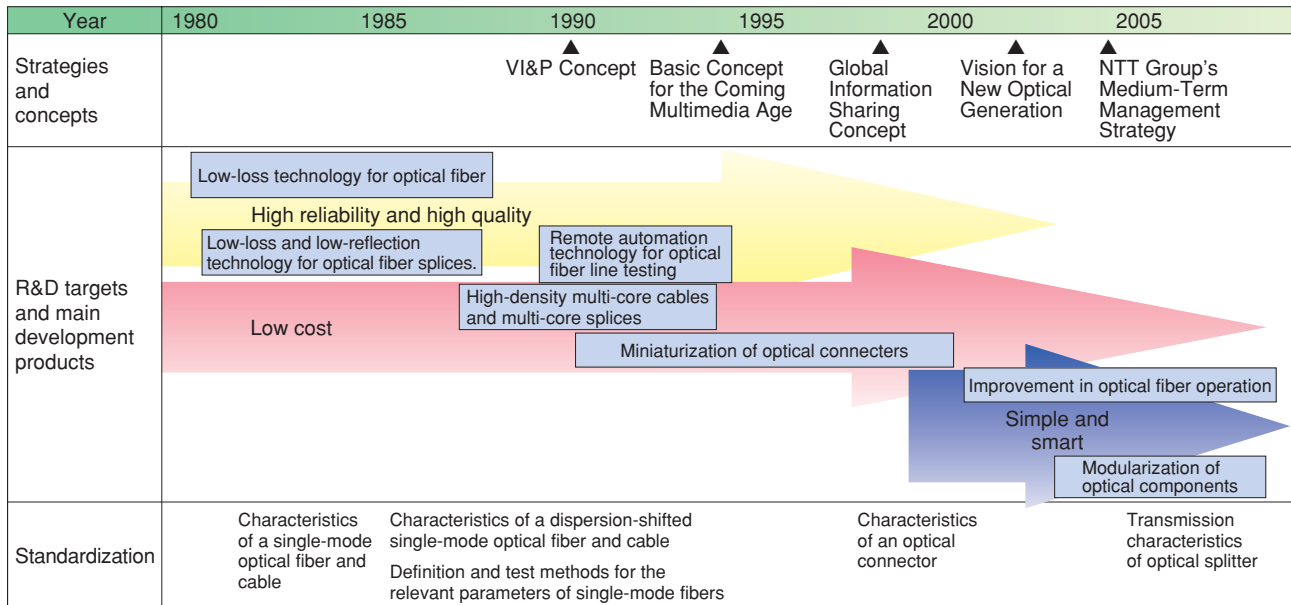 Year 1980 1985 1990 1995 2000 2005
Strategies
and
concepts
VI&P Concept
Basic Concept
for the Coming
Multimedia Age
Global
Information
Sharing
Concept
Vision for a
New Optical
Generation
NTT Group's
Medium-Term
Management
Strategy
R&D targets
and main
development
products
Low-loss technology for optical fiber
High reliability and high quality
Low-loss and low-reflection
technology for optical fiber splices.
Remote automation
technology for optical
fiber line testing
High-density multi-core cables
and multi-core splices
Low cost
Miniaturization of optical connecters
Improvement in optical fiber operation
Simple and
smart
Modularization of
optical components
Standardization
Characteristics
of a single-mode
optical fiber and
cable
Characteristics of a dispersion-shifted
single-mode optical fiber and cable
Definition and test methods for the
relevant parameters of single-mode fibers
Characteristics
of an optical
connector
Transmission
characteristics
of optical splitter